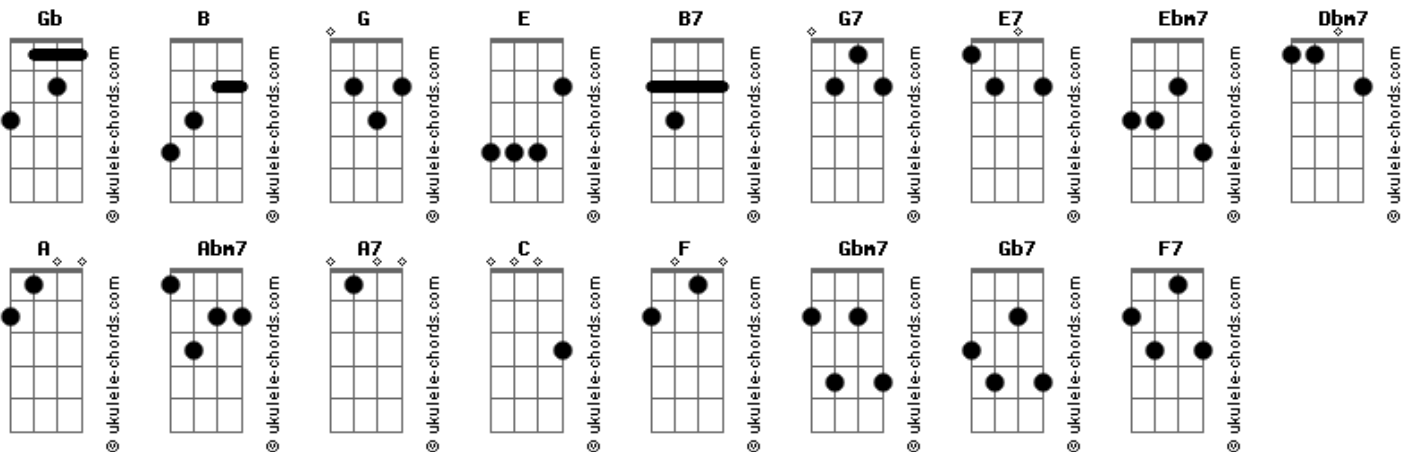 Gb B G E B7 G7 E7 Ebm7 Dbm7
© ukulele-chords.com © ukulele-chords.com © ukulele-chords.com © ukulele-chords.com © ukulele-chords.com © ukulele-chords.com © ukulele-chords.com © ukulele-chords.com © ukulele-chords.com
A Abm7 A7 C F Gbm7 Gb7 F7
© ukulele-chords.com © ukulele-chords.com © ukulele-chords.com © ukulele-chords.com © ukulele-chords.com © ukulele-chords.com © ukulele-chords.com © ukulele-chords.com